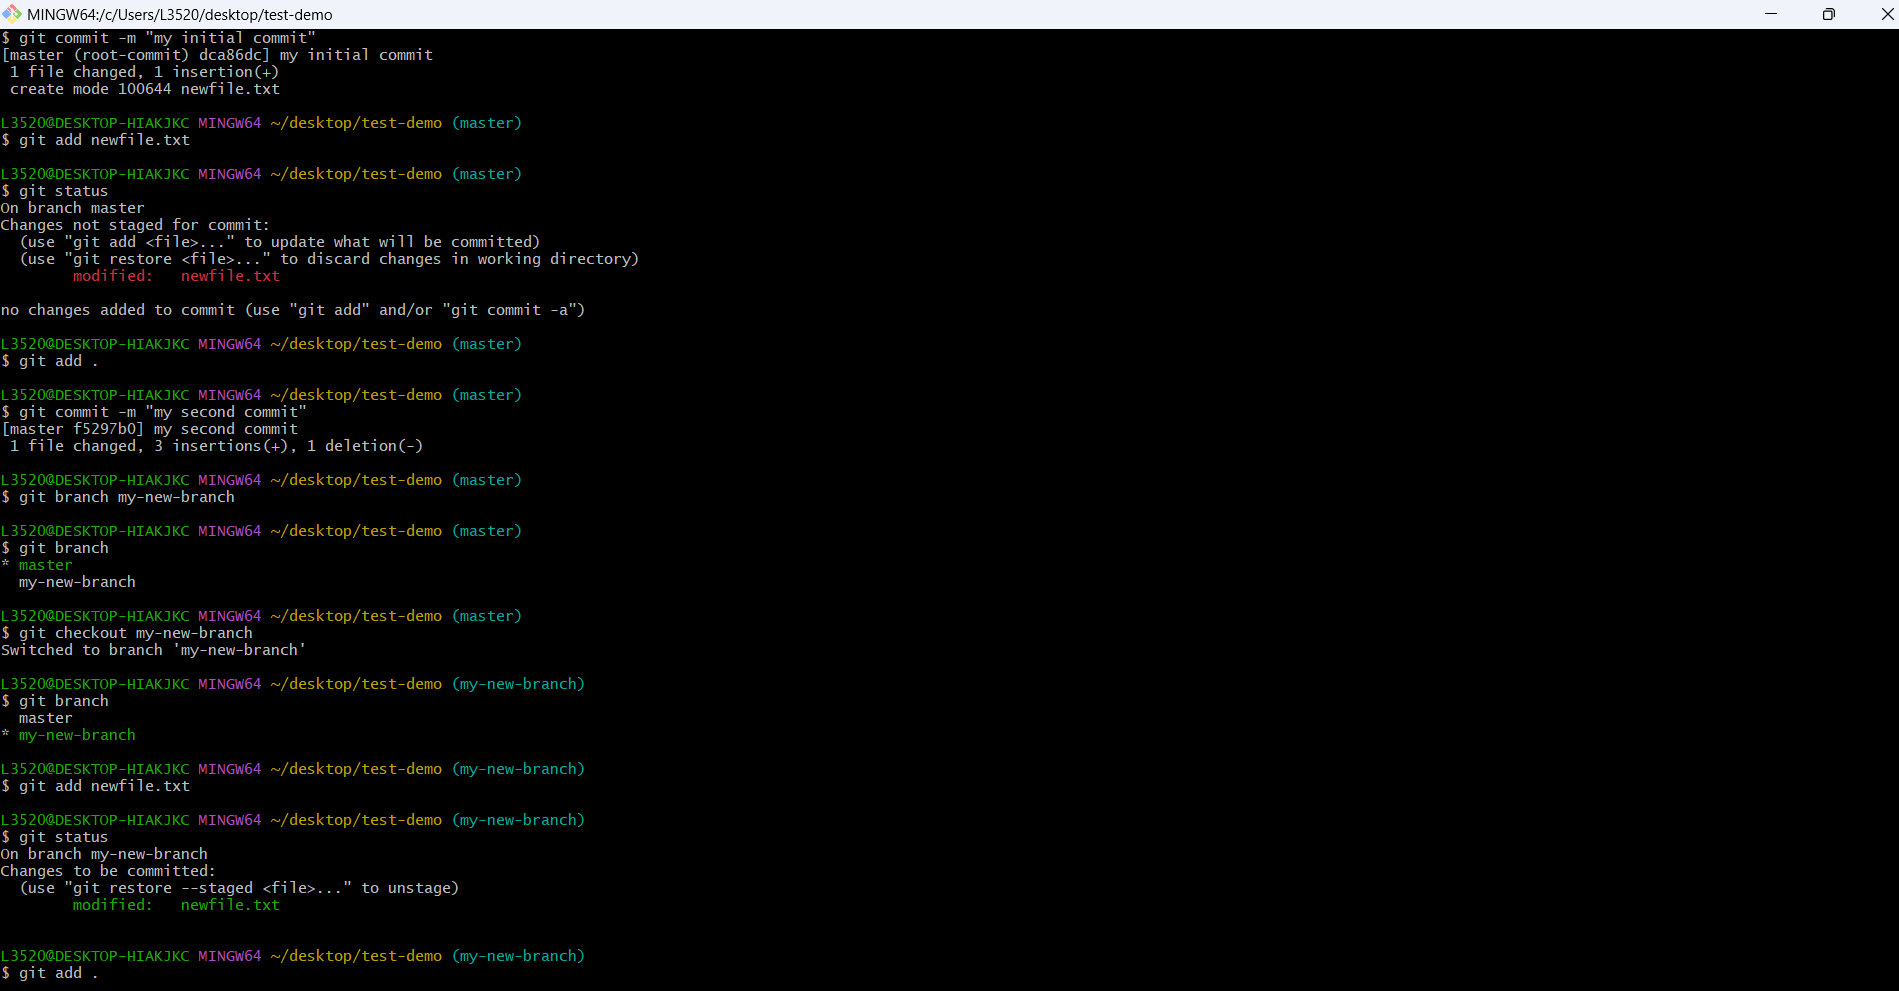 MINGW64:/c/Users/L3520/desktop/test-demo
$ git commit -m "my initial commit"
[master (root-commit) dca86dc] my initial commit
 1 file changed, 1 insertion(+)
 create mode 100644 newfile.txt
L3520@DESKTOP-HIAKJKC MINGW64 ~/desktop/test-demo (master)
$ git add newfile.txt
L3520@DESKTOP-HIAKJKC MINGW64 ~/desktop/test-demo (master)
$ git status
On branch master
Changes not staged for commit:
  (use "git add <file>..." to update what will be committed)
  (use "git restore <file>..." to discard changes in working directory)
        modified:   newfile.txt
no changes added to commit (use "git add" and/or "git commit -a")
L3520@DESKTOP-HIAKJKC MINGW64 ~/desktop/test-demo (master)
$ git add .
L3520@DESKTOP-HIAKJKC MINGW64 ~/desktop/test-demo (master)
$ git commit -m "my second commit"
[master f5297b0] my second commit
 1 file changed, 3 insertions(+), 1 deletion(-)
L3520@DESKTOP-HIAKJKC MINGW64 ~/desktop/test-demo (master)
$ git branch my-new-branch
L3520@DESKTOP-HIAKJKC MINGW64 ~/desktop/test-demo (master)
$ git branch
* master
  my-new-branch
L3520@DESKTOP-HIAKJKC MINGW64 ~/desktop/test-demo (master)
$ git checkout my-new-branch
Switched to branch 'my-new-branch'
L3520@DESKTOP-HIAKJKC MINGW64 ~/desktop/test-demo (my-new-branch)
$ git branch
  master
* my-new-branch
L3520@DESKTOP-HIAKJKC MINGW64 ~/desktop/test-demo (my-new-branch)
$ git add newfile.txt
L3520@DESKTOP-HIAKJKC MINGW64 ~/desktop/test-demo (my-new-branch)
$ git status
On branch my-new-branch
Changes to be committed:
  (use "git restore --staged <file>..." to unstage)
        modified:   newfile.txt
L3520@DESKTOP-HIAKJKC MINGW64 ~/desktop/test-demo (my-new-branch)
$ git add .